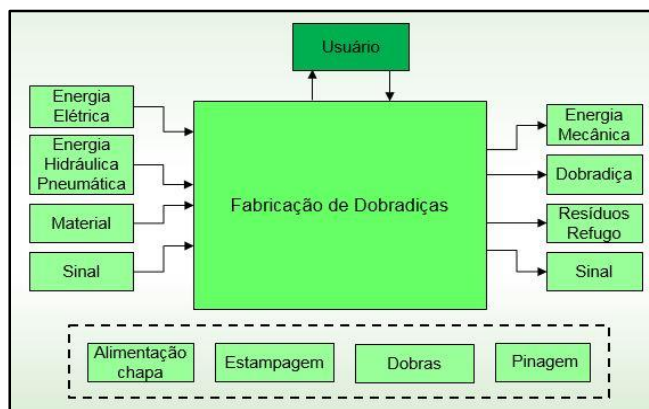 Usuário
Energia
Elétrica
Energia
Hidráulica
Pneumática
Material
Sinal
Fabricação de Dobradiças
Energia
Mecânica
Dobradiça
Resíduos
Refugo
Sinal
Alimentação
chapa
Estampagem
Dobras
Pinagem